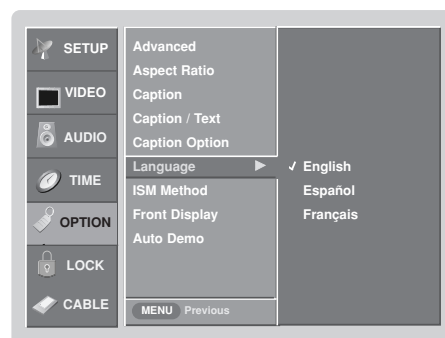 SETUP
VIDEO
AUDIO
TIME
OPTION
LOCK
CABLE
Advanced
Aspect Ratio
Caption
Caption / Text
Caption Option
Language
ISM Method
Front Display
Auto Demo
MENU Previous
English
Español
Français